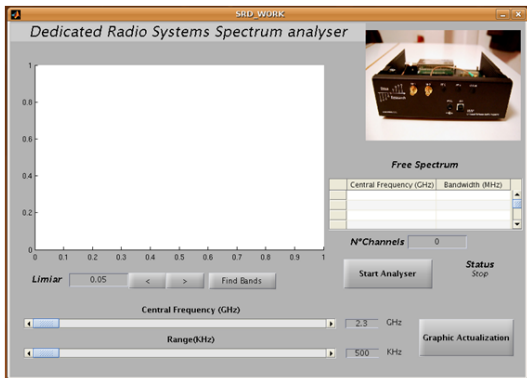 SRD_WORK
Dedicated Radio Systems Spectrum analyser
1
0.8
0.6
0.4
0.2
0
0 0.1 0.2 0.3 0.4 0.5 0.6 0.7 0.8 0.9 1
Free Spectrum
Central Frequency (GHz) Bandwidth (MHz)
N°Channels 0
Limiar 0.05 < > Find Bands
Start Analyser
Status
Stop
Central Frequency (GHz)
2.3 GHz
Range(KHz)
500 KHz
Graphic Actualization